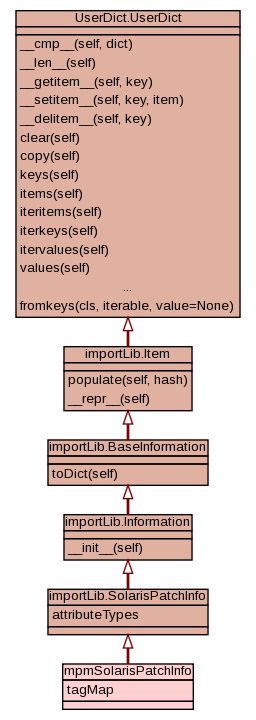 UserDict.UserDict
__cmp__(self, dict)
__len__(self)
__getitem__(self, key)
__setitem__(self, key, item)
__delitem__(self, key)
clear(self)
copy(self)
keys(self)
items(self)
iteritems(self)
iterkeys(self)
itervalues(self)
values(self)
...
fromkeys(cls, iterable, value=None)
importLib.Item
populate(self, hash)
__repr__(self)
importLib.BaseInformation
toDict(self)
importLib.Information
__init__(self)
importLib.SolarisPatchInfo
attributeTypes
mpmSolarisPatchInfo
tagMap